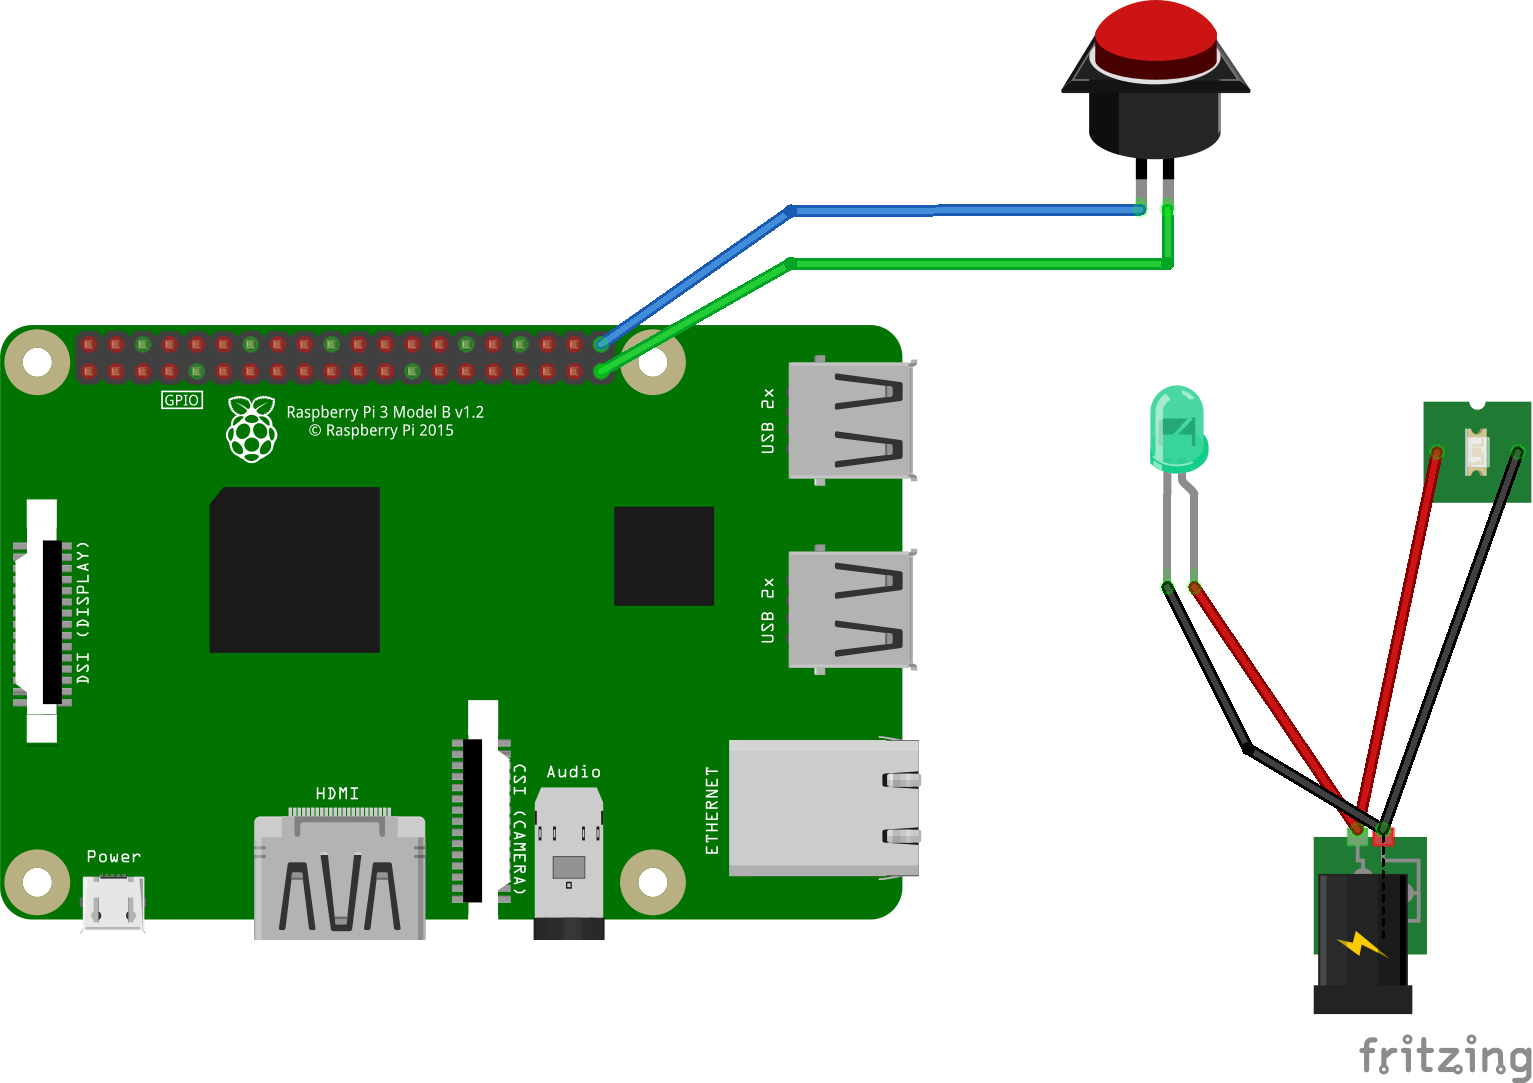 GPIO
Raspberry Pi 3 Model B v1.2
© Raspberry Pi 2015
USB 2x
DSI (DISPLAY)
USB 2x
HDMI
CSI (CAMERA)
Audio
ETHERNET
Power
fritzing